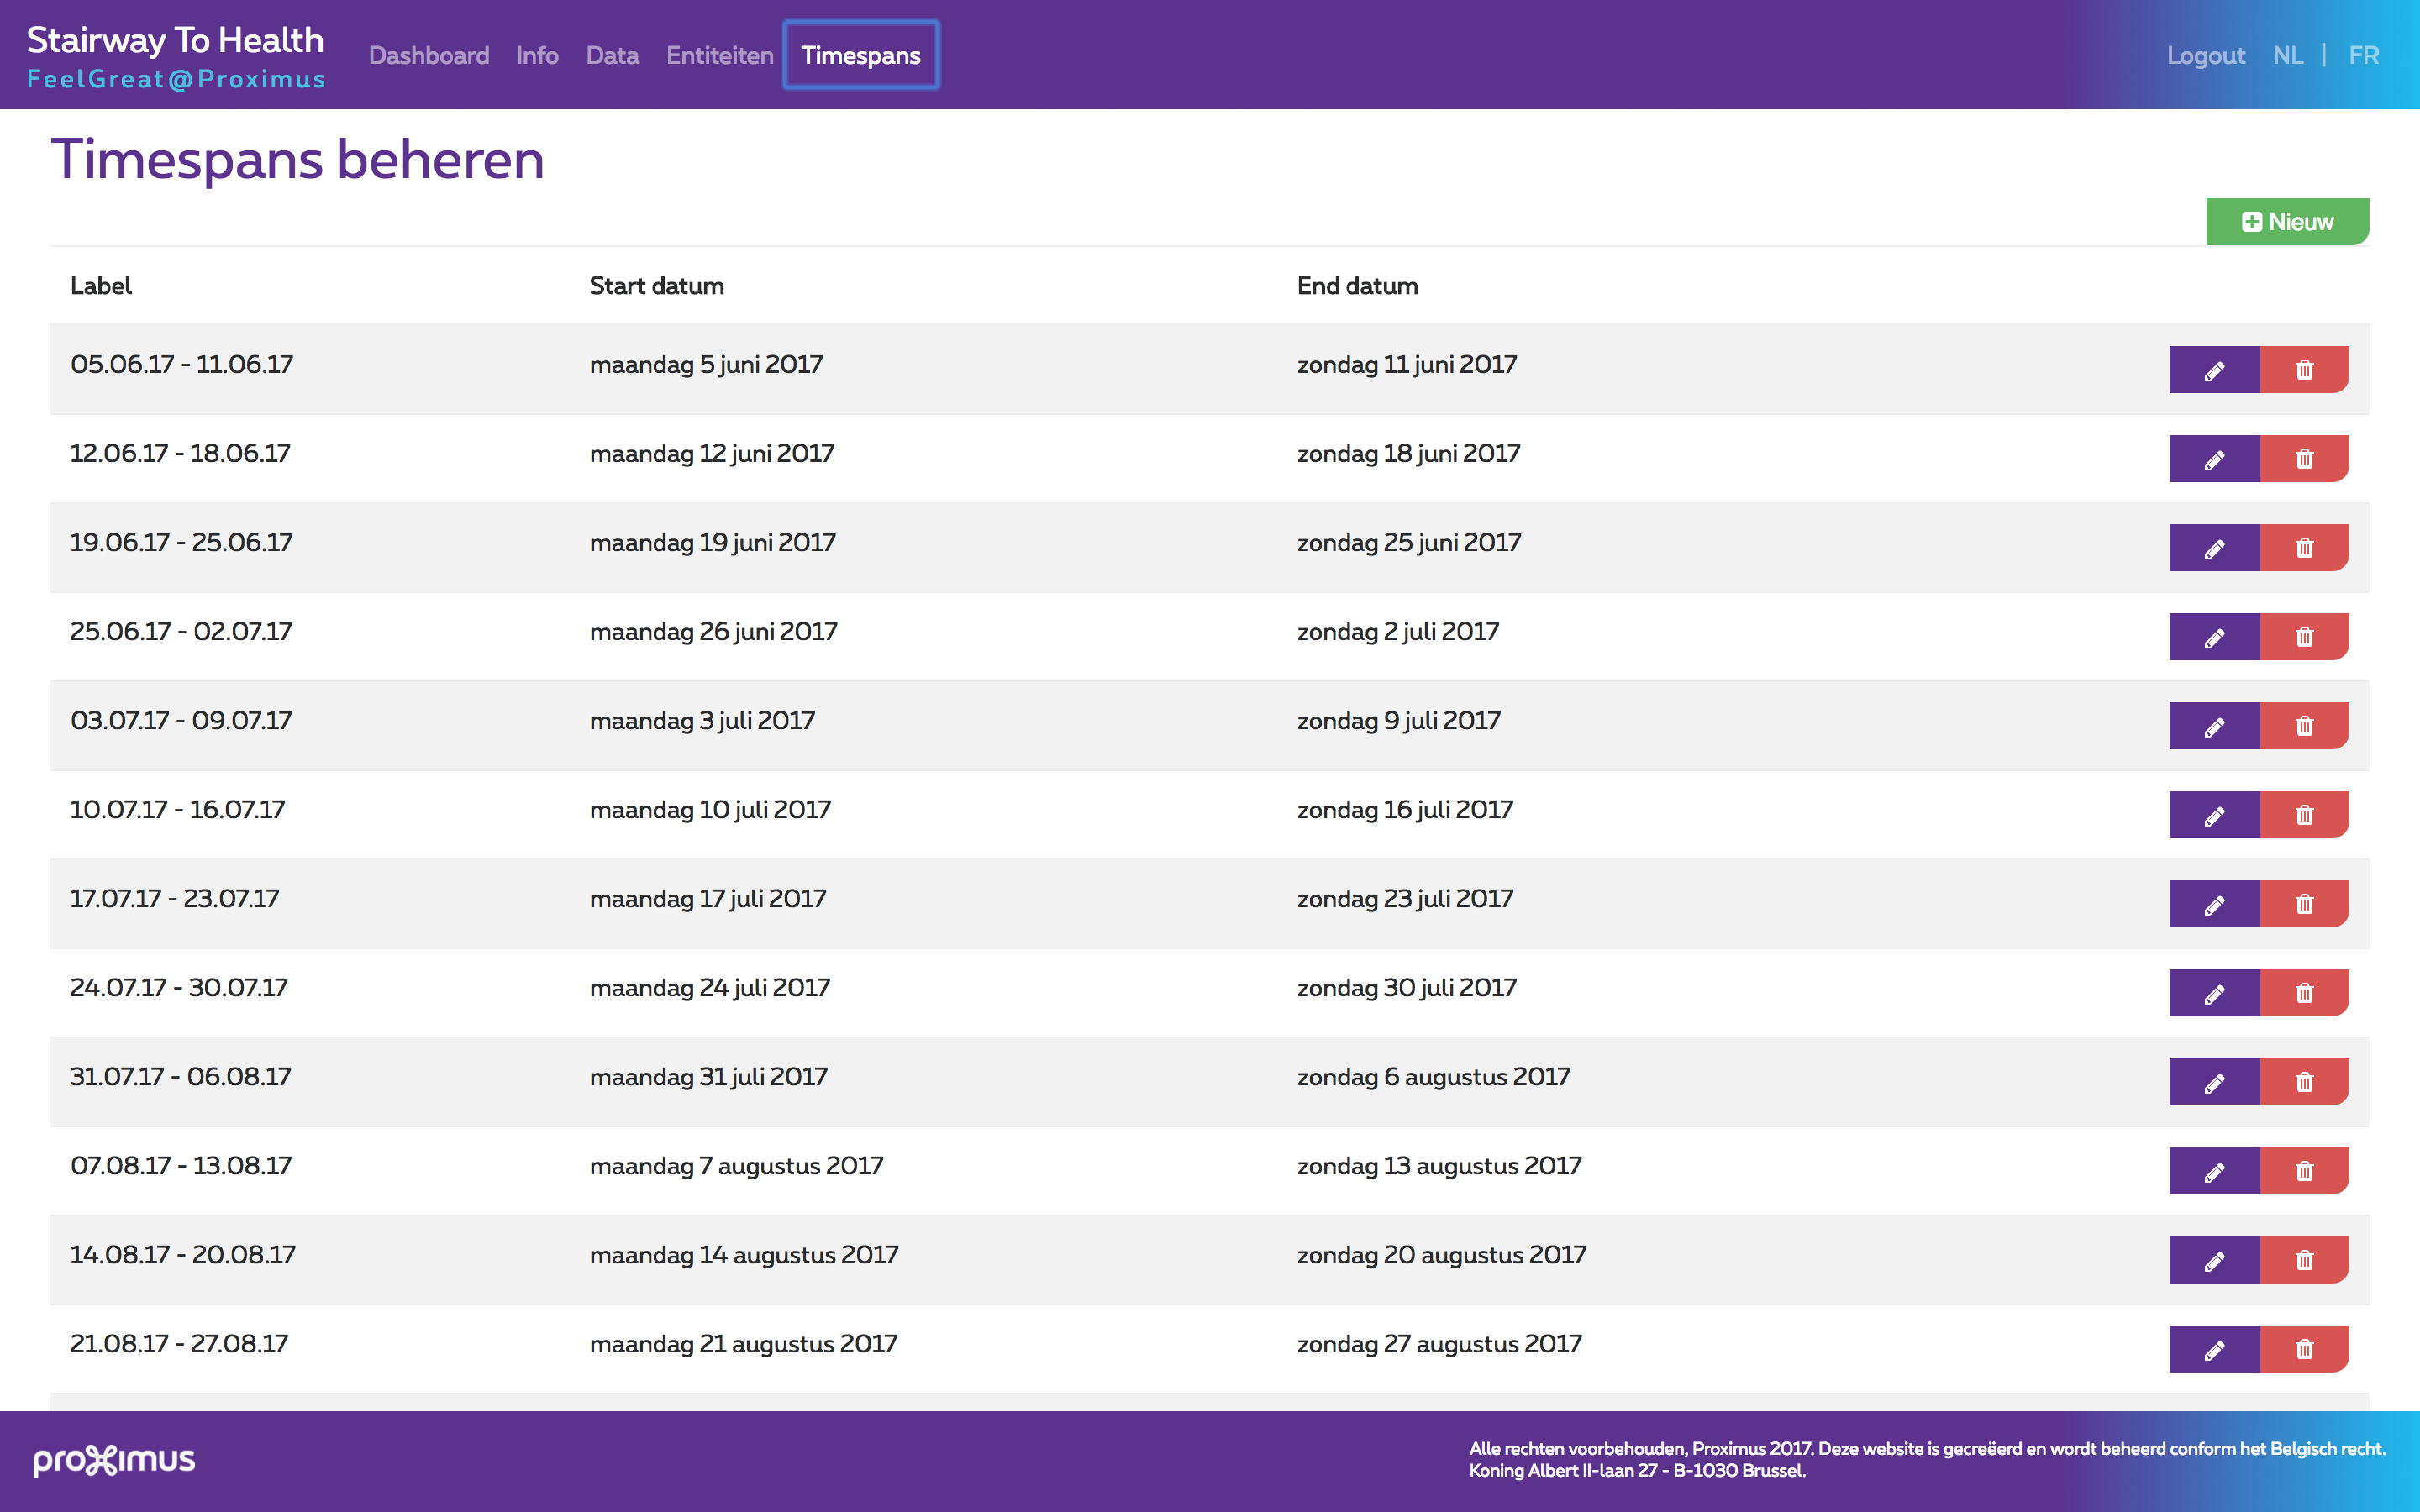 Stairway To Health
FeelGreat@Proximus
Dashboard Info Data Entiteiten Timespans
Logout NL | FR
Timespans beheren
Nieuw
Label Start datum End datum
05.06.17 - 11.06.17 maandag 5 juni 2017 zondag 11 juni 2017
12.06.17 - 18.06.17 maandag 12 juni 2017 zondag 18 juni 2017
19.06.17 - 25.06.17 maandag 19 juni 2017 zondag 25 juni 2017
25.06.17 - 02.07.17 maandag 26 juni 2017 zondag 2 juli 2017
03.07.17 - 09.07.17 maandag 3 juli 2017 zondag 9 juli 2017
10.07.17 - 16.07.17 maandag 10 juli 2017 zondag 16 juli 2017
17.07.17 - 23.07.17 maandag 17 juli 2017 zondag 23 juli 2017
24.07.17 - 30.07.17 maandag 24 juli 2017 zondag 30 juli 2017
31.07.17 - 06.08.17 maandag 31 juli 2017 zondag 6 augustus 2017
07.08.17 - 13.08.17 maandag 7 augustus 2017 zondag 13 augustus 2017
14.08.17 - 20.08.17 maandag 14 augustus 2017 zondag 20 augustus 2017
21.08.17 - 27.08.17 maandag 21 augustus 2017 zondag 27 augustus 2017
proximus
Alle rechten voorbehouden, Proximus 2017. Deze website is gecreëerd en wordt beheerd conform het Belgisch recht.
Koning Albert II-laan 27 - B-1030 Brussel.